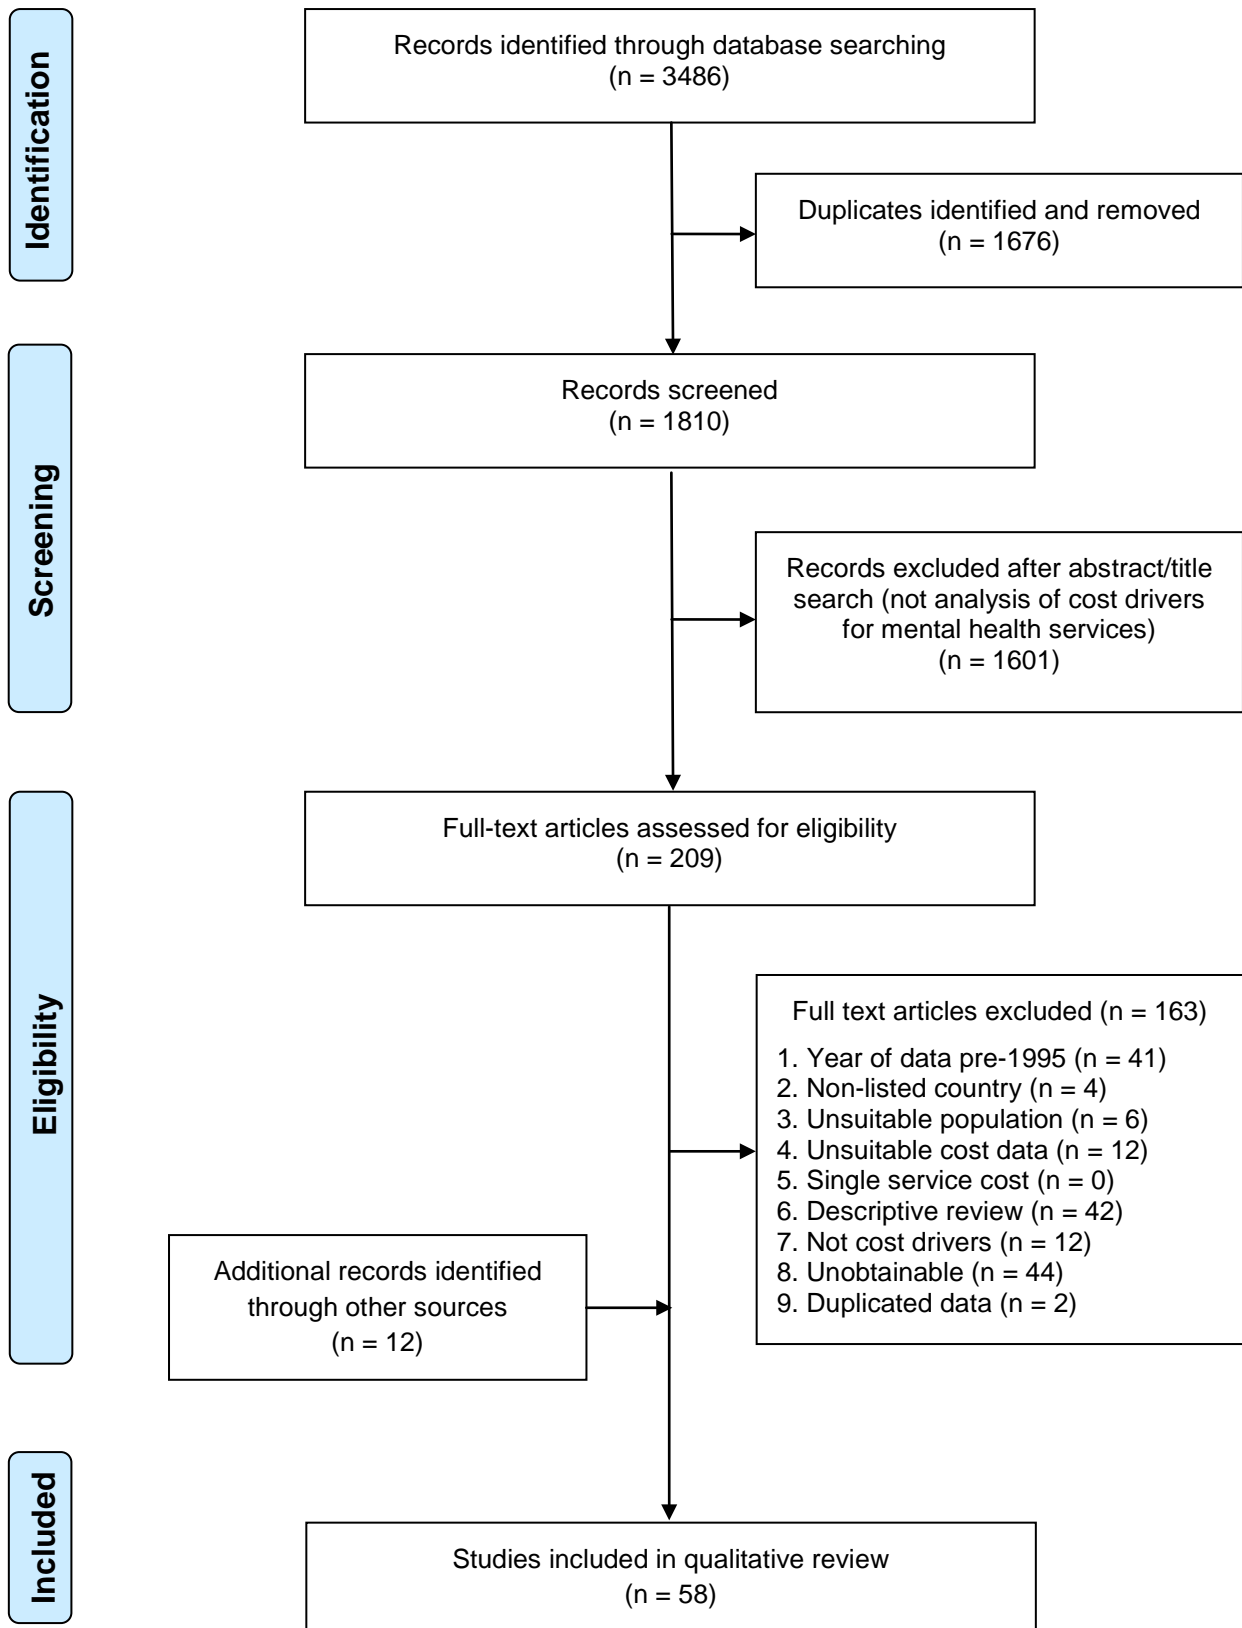 Identification
Records identified through database searching
(n = 3486)
Duplicates identified and removed
(n = 1676)
Screening
Records screened
(n = 1810)
Records excluded after abstract/title
search (not analysis of cost drivers
for mental health services)
(n = 1601)
Eligibility
Full-text articles assessed for eligibility
(n = 209)
Full text articles excluded (n = 163)
1. Year of data pre-1995 (n = 41)
2. Non-listed country (n = 4)
3. Unsuitable population (n = 6)
4. Unsuitable cost data (n = 12)
5. Single service cost (n = 0)
6. Descriptive review (n = 42)
7. Not cost drivers (n = 12)
8. Unobtainable (n = 44)
9. Duplicated data (n = 2)
Additional records identified
through other sources
(n = 12)
Included
Studies included in qualitative review
(n = 58)